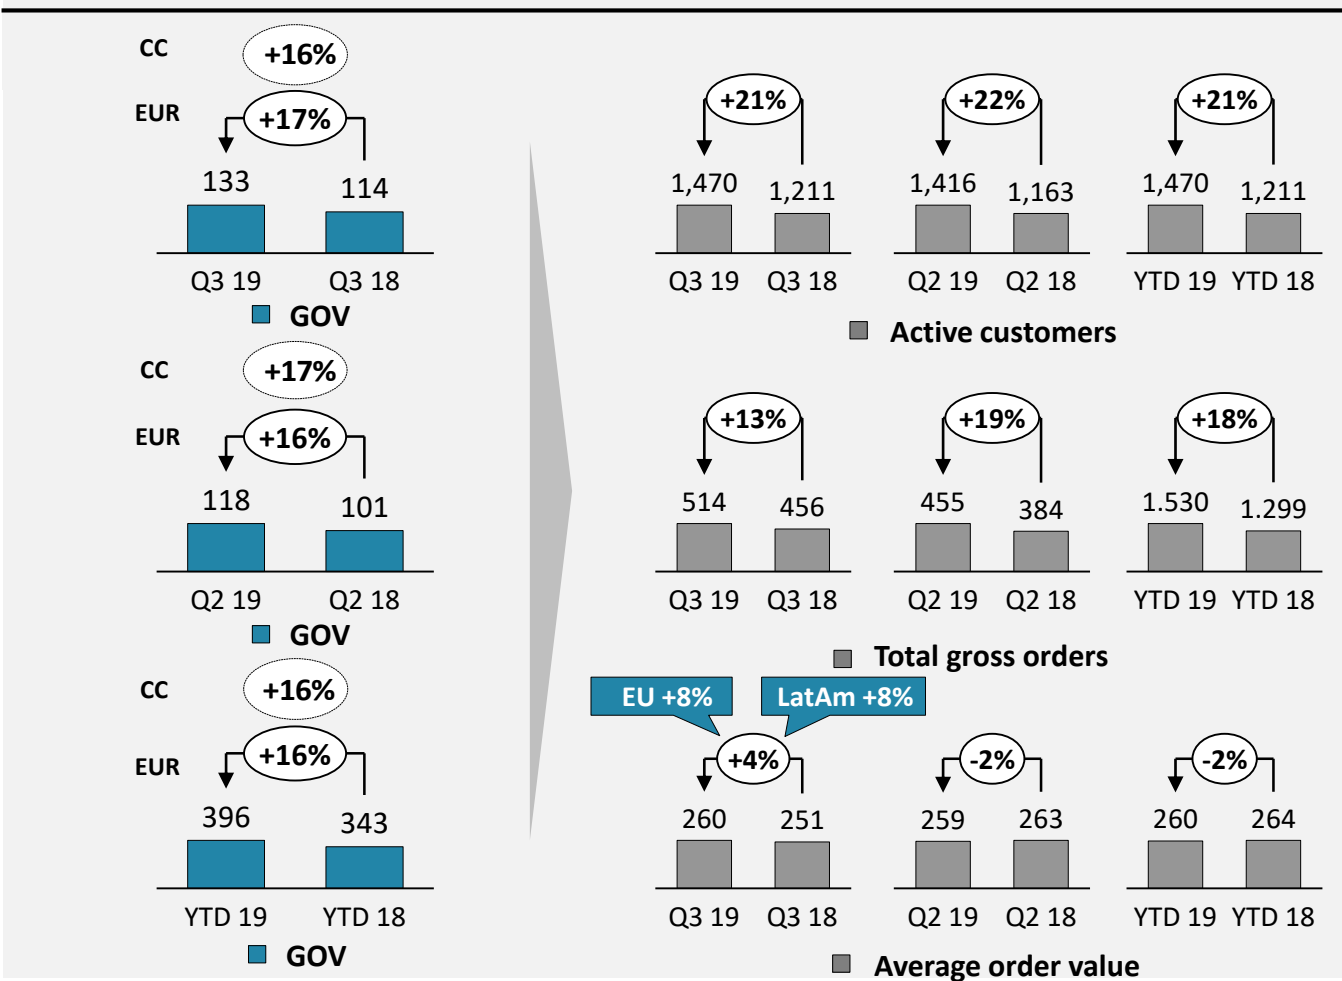 CC +16%
EUR +17%
133 114
Q3 19 Q3 18
GOV
CC +17%
EUR +16%
118 101
Q2 19 Q2 18
GOV
CC +16%
EUR +16%
396 343
YTD 19 YTD 18
GOV
+21% +22% +21%
1,470 1,211 1,416 1,163 1,470 1,211
Q3 19 Q3 18 Q2 19 Q2 18 YTD 19 YTD 18
Active customers
+13% +19% +18%
514 456 455 384 1.530 1.299
Q3 19 Q3 18 Q2 19 Q2 18 YTD 19 YTD 18
Total gross orders
EU +8% LatAm +8%
+4% -2% -2%
260 251 259 263 260 264
Q3 19 Q3 18 Q2 19 Q2 18 YTD 19 YTD 18
Average order value